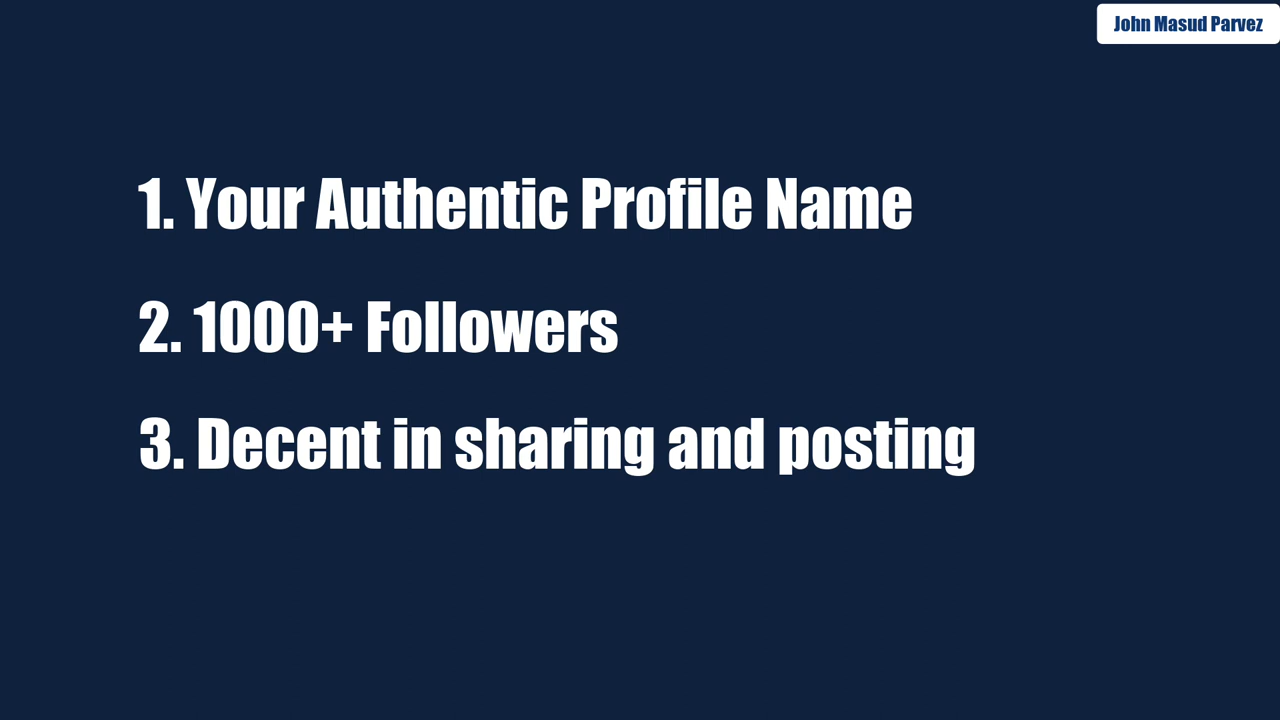 John Masud Parvez
1. Your Authentic Profile Name
2. 1000+ Followers
3. Decent in sharing and posting